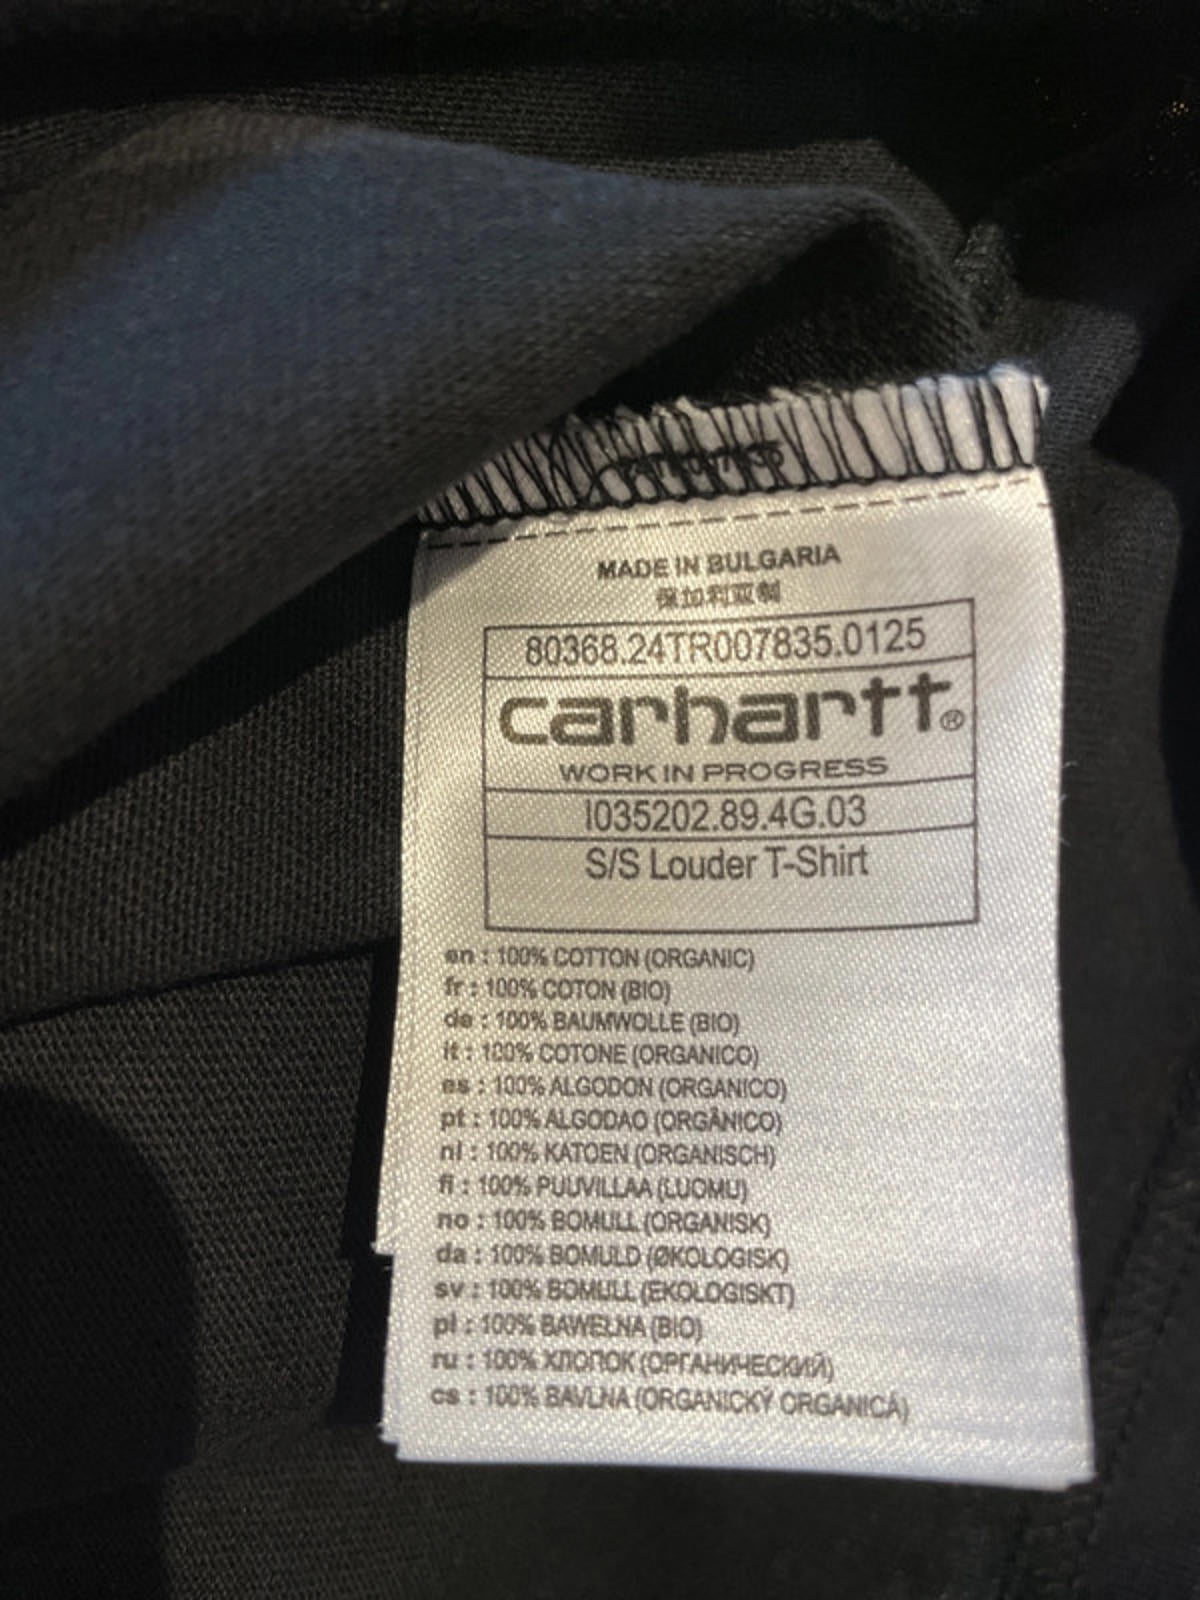 MADE IN BULGARIA
保加利亚制
80368.24TR007835.0125
carhartt®
WORK IN PROGRESS
I035202.89.4G.03
S/S Louder T-Shirt
en : 100% COTTON (ORGANIC)
fr : 100% COTON (BIO)
de : 100% BAUMWOLLE (BIO)
it : 100% COTONE (ORGANICO)
es : 100% ALGODON (ORGANICO)
pt : 100% ALGODAO (ORGÂNICO)
nl : 100% KATOEN (ORGANISCH)
fi : 100% PUUVILLAA (LUOMU)
no : 100% BOMULL (ORGANISK)
da : 100% BOMULD (ØKOLOGISK)
sv : 100% BOMULL (EKOLOGISKT)
pl : 100% BAWEŁNA (BIO)
ru : 100% ХЛОПОК (ОРГАНИЧЕСКИЙ)
cs : 100% BAVLNA (ORGANICKÝ ORGANICÁ)